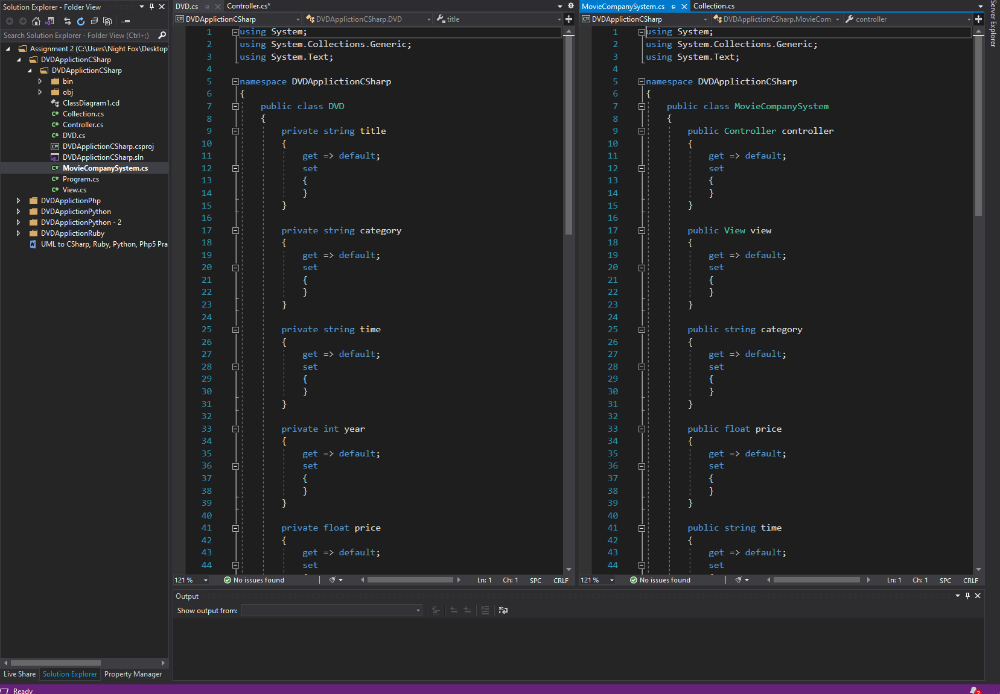 Solution Explorer - Folder View
Search Solution Explorer - Folder View (Ctrl+;)
Assignment 2 (C:\Users\Night Fox\Desktop\
DVDApplictionCSharp
DVDApplictionCSharp
bin
obj
ClassDiagram1.cd
C# Collection.cs
C# Controller.cs
C# DVD.cs
C# DVDApplictionCSharp.csproj
DVDApplictionCSharp.sln
C# MovieCompanySystem.cs
C# Program.cs
C# View.cs
DVDApplictionPhp
DVDApplictionPython
DVDApplictionPython - 2
DVDApplictionRuby
W UML to CSharp, Ruby, Python, Php5 Pra
Live Share Solution Explorer Property Manager
DVD.cs Controller.cs*
C# DVDApplictionCSharp DVDApplictionCSharp.DVD title
1 using System;
2 using System.Collections.Generic;
3 using System.Text;
4
5 namespace DVDApplictionCSharp
6 {
7 public class DVD
8 {
9 private string title
10 {
11 get => default;
12 set
13 {
14 }
15 }
16
17 private string category
18 {
19 get => default;
20 set
21 {
22 }
23 }
24
25 private string time
26 {
27 get => default;
28 set
29 {
30 }
31 }
32
33 private int year
34 {
35 get => default;
36 set
37 {
38 }
39 }
40
41 private float price
42 {
43 get => default;
44 set
121 % No issues found Ln: 1 Ch: 1 SPC CRLF
MovieCompanySystem.cs Collection.cs
C# DVDApplictionCSharp DVDApplictionCSharp.MovieCom controller
1 using System;
2 using System.Collections.Generic;
3 using System.Text;
4
5 namespace DVDApplictionCSharp
6 {
7 public class MovieCompanySystem
8 {
9 public Controller controller
10 {
11 get => default;
12 set
13 {
14 }
15 }
16
17 public View view
18 {
19 get => default;
20 set
21 {
22 }
23 }
24
25 public string category
26 {
27 get => default;
28 set
29 {
30 }
31 }
32
33 public float price
34 {
35 get => default;
36 set
37 {
38 }
39 }
40
41 public string time
42 {
43 get => default;
44 set
121 % No issues found Ln: 1 Ch: 1 SPC CRLF
Server Explorer
Output
Show output from:
Ready
2